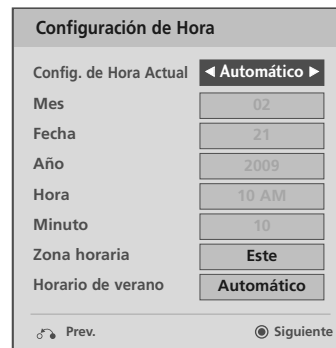 Configuración de Hora
Config. de Hora Actual ◀ Automático ▶
Mes 02
Fecha 21
Año 2009
Hora 10 AM
Minuto 10
Zona horaria Este
Horario de verano Automático
Prev. Siguiente